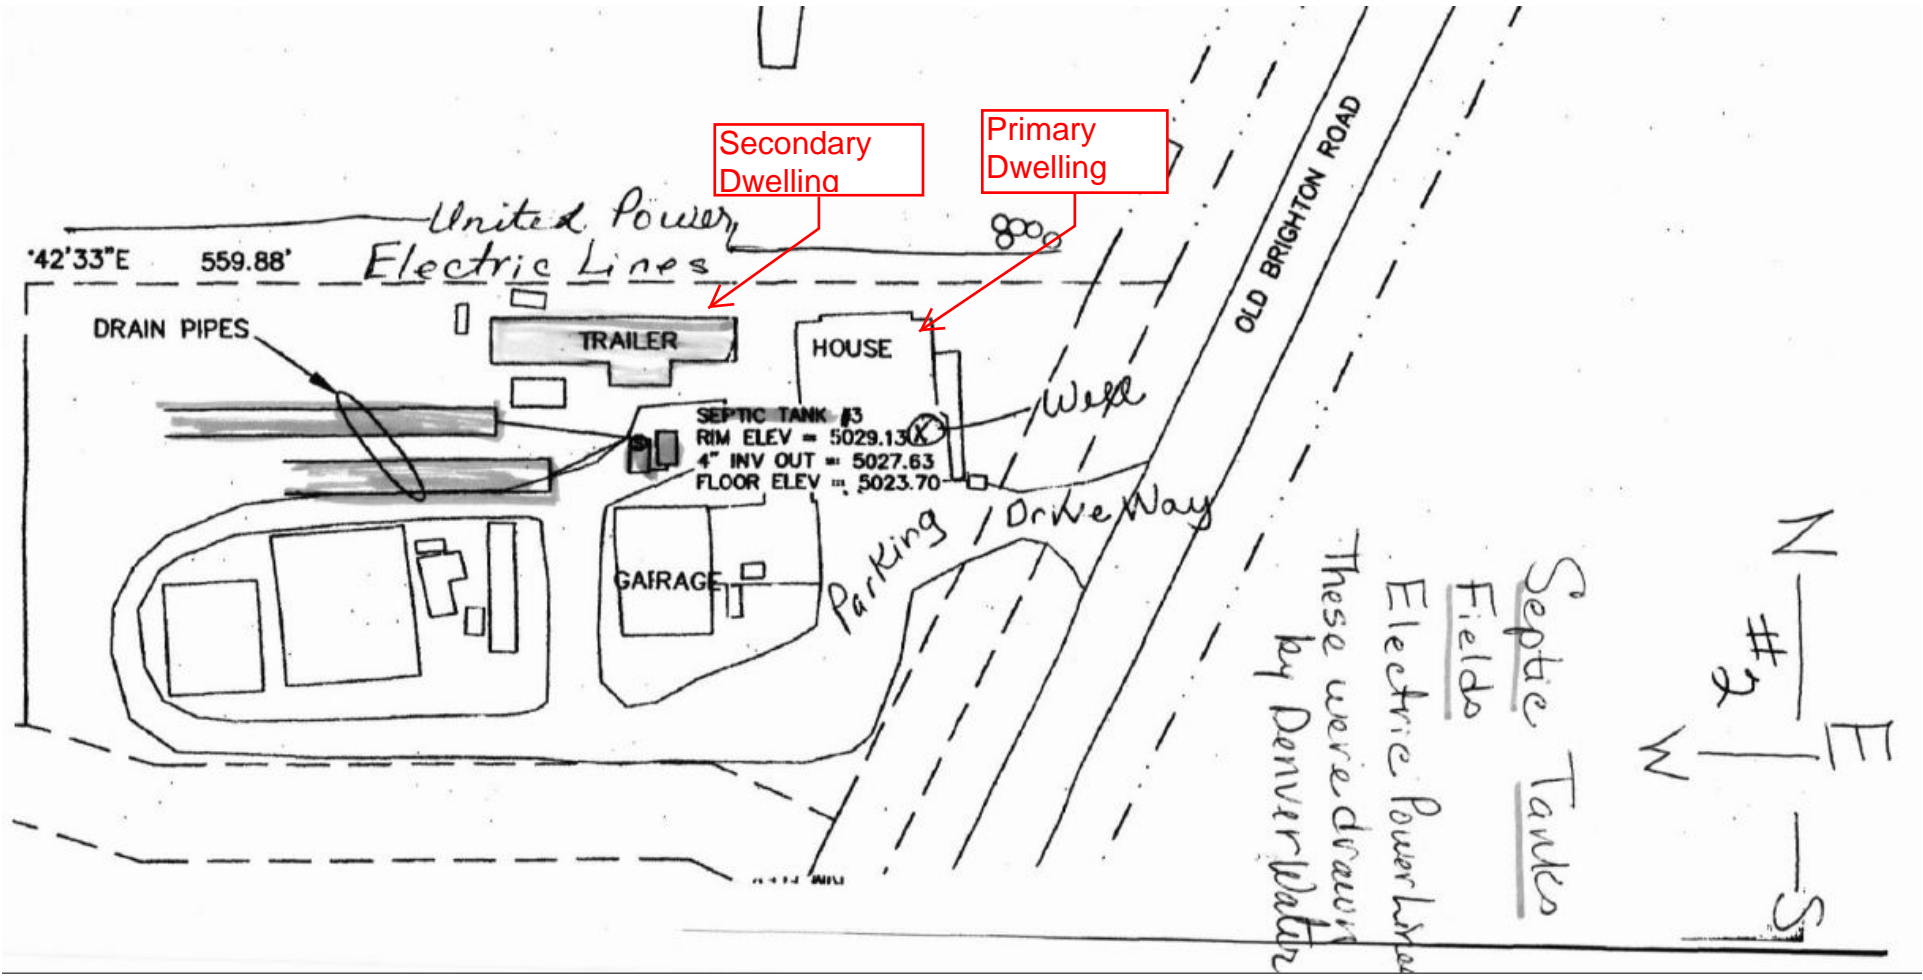 Secondary
Dwelling
Primary
Dwelling
United Power
Electric Lines
°42'33"E 559.88'
DRAIN PIPES
TRAILER
HOUSE
OLD BRIGHTON ROAD
Well
SEPTIC TANK #3
RIM ELEV = 5029.13
X
4" INV OUT = 5027.63
FLOOR ELEV = 5023.70
S
Drive Way
Parking
GARRAGE
Septic Tanks
Fields
Electric Power Lines
These were drawn
by Denver Water
N
#2
E
W
S